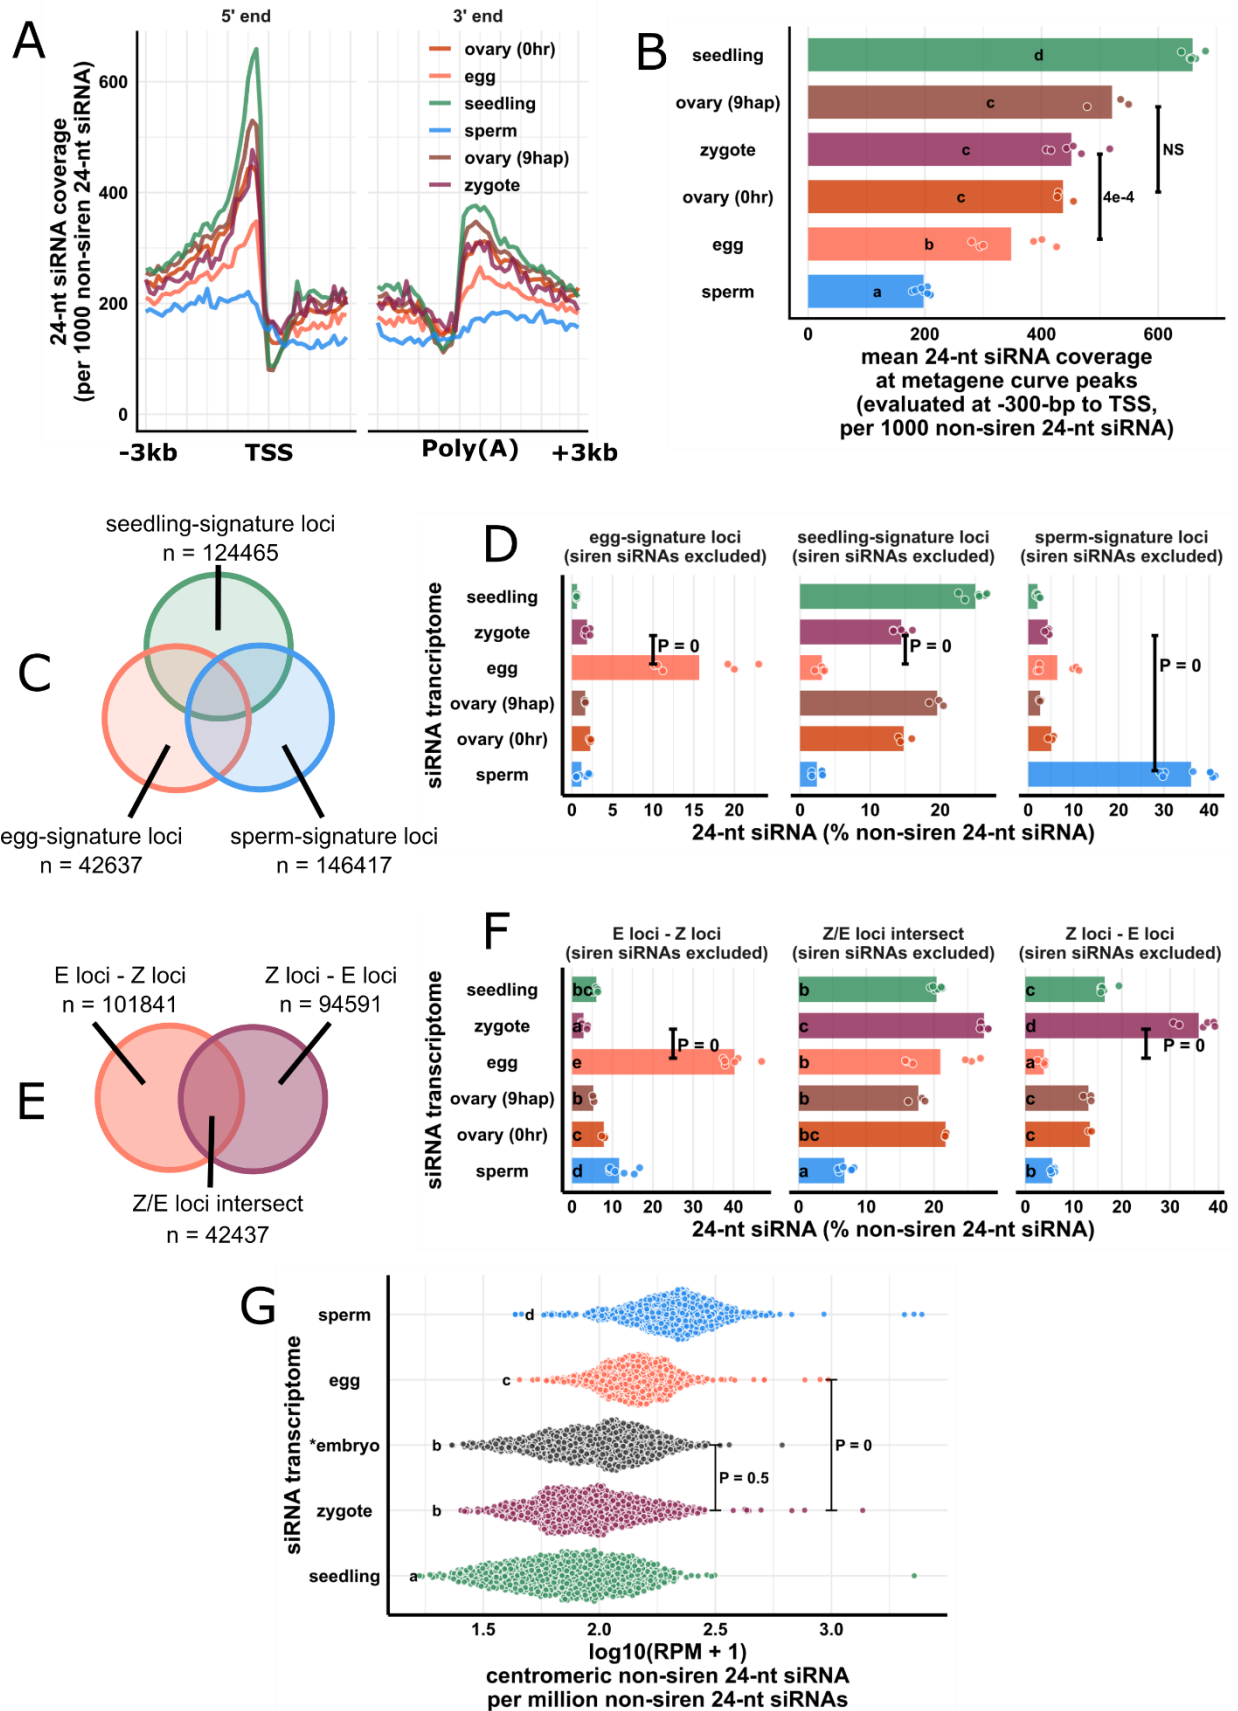 A
5' end
3' end
ovary (0hr)
egg
seedling
sperm
ovary (9hap)
zygote
24-nt siRNA coverage
(per 1000 non-siren 24-nt siRNA)
600
400
200
0
-3kb
TSS
Poly(A)
+3kb
B
seedling
ovary (9hap)
zygote
ovary (0hr)
egg
sperm
d
c
c
c
b
a
NS
4e-4
0
200
400
600
mean 24-nt siRNA coverage
at metagene curve peaks
(evaluated at -300-bp to TSS,
per 1000 non-siren 24-nt siRNA)
C
seedling-signature loci
n = 124465
egg-signature loci
n = 42637
sperm-signature loci
n = 146417
D
egg-signature loci
(siren siRNAs excluded)
seedling-signature loci
(siren siRNAs excluded)
sperm-signature loci
(siren siRNAs excluded)
siRNA trancriptome
seedling
zygote
egg
ovary (9hap)
ovary (0hr)
sperm
P = 0
P = 0
P = 0
0 5 10 15 20
0 10 20
0 10 20 30 40
24-nt siRNA (% non-siren 24-nt siRNA)
E
E loci - Z loci
n = 101841
Z loci - E loci
n = 94591
Z/E loci intersect
n = 42437
F
E loci - Z loci
(siren siRNAs excluded)
Z/E loci intersect
(siren siRNAs excluded)
Z loci - E loci
(siren siRNAs excluded)
siRNA transcriptome
seedling
zygote
egg
ovary (9hap)
ovary (0hr)
sperm
bc
a
e
b
c
d
P = 0
b
c
b
b
bc
a
c
d
a
c
c
b
P = 0
0 10 20 30 40
0 10 20
0 10 20 30 40
24-nt siRNA (% non-siren 24-nt siRNA)
G
siRNA transcriptome
sperm
egg
*embryo
zygote
seedling
d
c
b
b
a
P = 0.5
P = 0
1.5
2.0
2.5
3.0
log10(RPM + 1)
centromeric non-siren 24-nt siRNA
per million non-siren 24-nt siRNAs